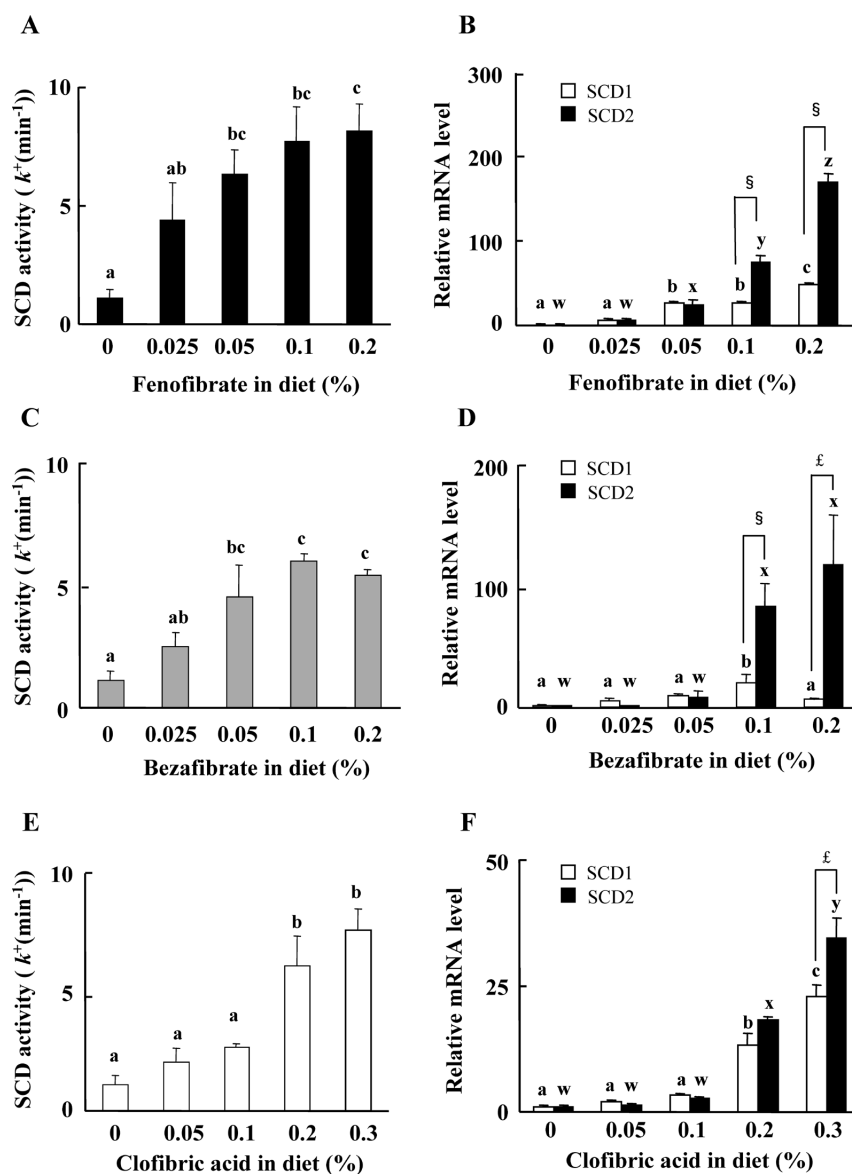 A
SCD activity ( k⁺(min⁻¹))
10
5
0
a
ab
bc
bc
c
0 0.025 0.05 0.1 0.2
Fenofibrate in diet (%)
B
Relative mRNA level
300
200
100
0
SCD1
SCD2
§
§
a w a w b x b y c z
0 0.025 0.05 0.1 0.2
Fenofibrate in diet (%)
C
SCD activity ( k⁺(min⁻¹))
10
5
0
a
ab
bc
c
c
0 0.025 0.05 0.1 0.2
Bezafibrate in diet (%)
D
Relative mRNA level
200
100
0
SCD1
SCD2
§
£
a w a w a w b x a x
0 0.025 0.05 0.1 0.2
Bezafibrate in diet (%)
E
SCD activity ( k⁺(min⁻¹))
10
5
0
a
a
a
b
b
0 0.05 0.1 0.2 0.3
Clofibric acid in diet (%)
F
Relative mRNA level
50
25
0
SCD1
SCD2
£
a w a w a w b x c y
0 0.05 0.1 0.2 0.3
Clofibric acid in diet (%)